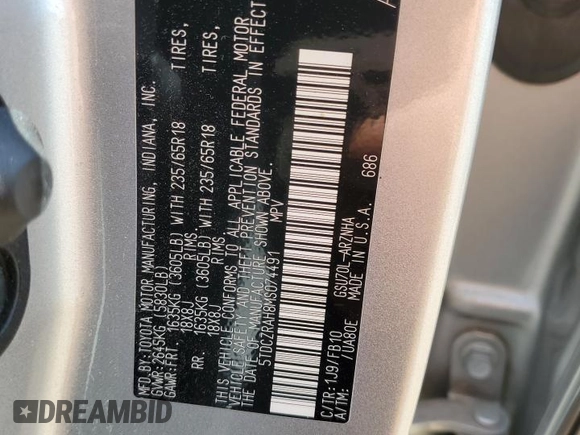 MFD.BY:TOYOTA MOTOR MANUFACTURING, INDIANA, INC.
GVWR:2645KG (5830LB)
GAWR:FRT. 1635KG (3605LB) WITH 235/65R18 TIRES,
18X8J RIMS,
RR. 1635KG (3605LB) WITH 235/65R18 TIRES,
18X8J RIMS,
THIS VEHICLE CONFORMS TO ALL APPLICABLE FEDERAL MOTOR
VEHICLE SAFETY AND THEFT PREVENTION STANDARDS IN EFFECT ON
THE DATE OF MANUFACTURE SHOWN ABOVE.
5TDCZRAH8MS074491 MPV
C/TR:1J9/FB10 GSU70L-ARZNHA 686
A/TM: /UA80E MADE IN U.S.A.
DREAMBID